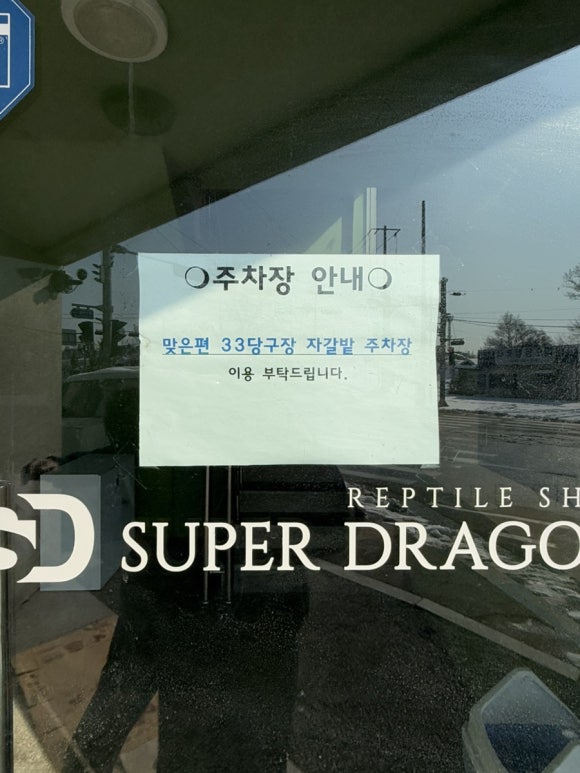 ○주차장 안내○
맞은편 33당구장 자갈밭 주차장
이용 부탁드립니다.
REPTILE SH
SD
SUPER DRAGO